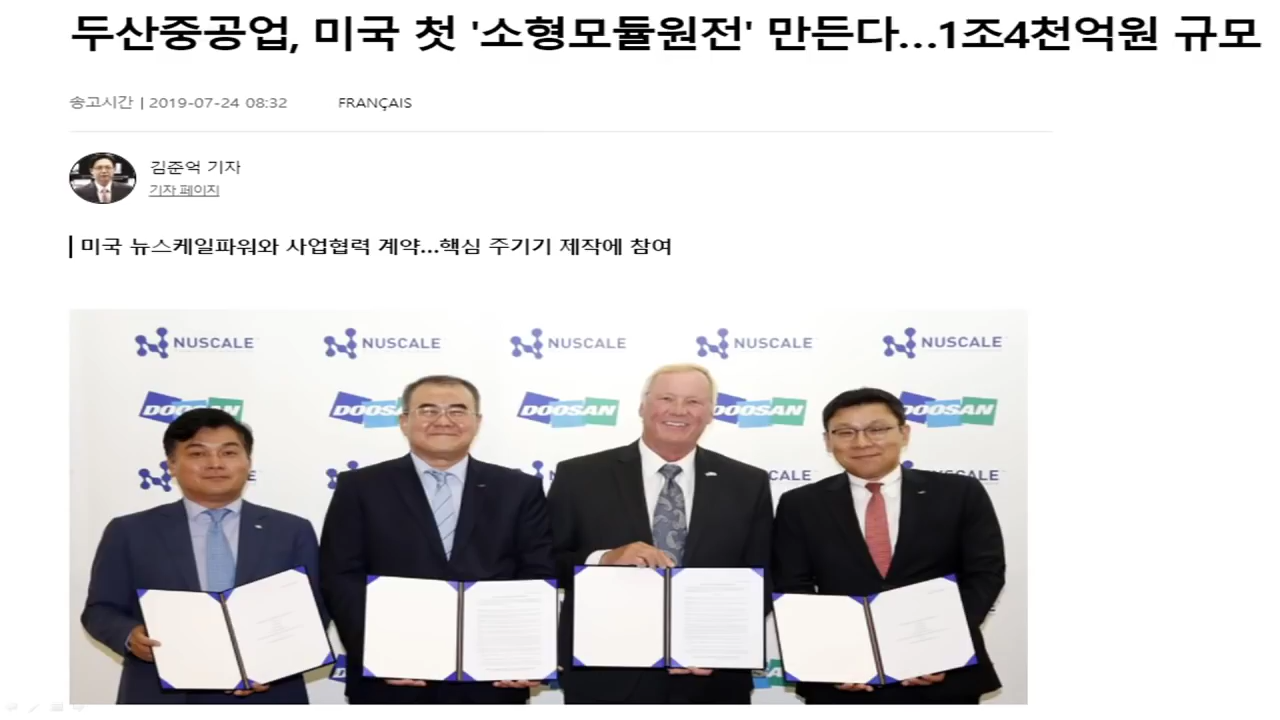 두산중공업, 미국 첫 '소형모듈원전' 만든다...1조4천억원 규모
송고시간 | 2019-07-24 08:32 FRANÇAIS
김준억 기자
기자 페이지
미국 뉴스케일파워와 사업협력 계약...핵심 주기기 제작에 참여
NUSCALE NUSCALE NUSCALE NUSCALE NUSCALE
DOOSAN DOOSAN DOOSAN DOOSAN DOOSAN